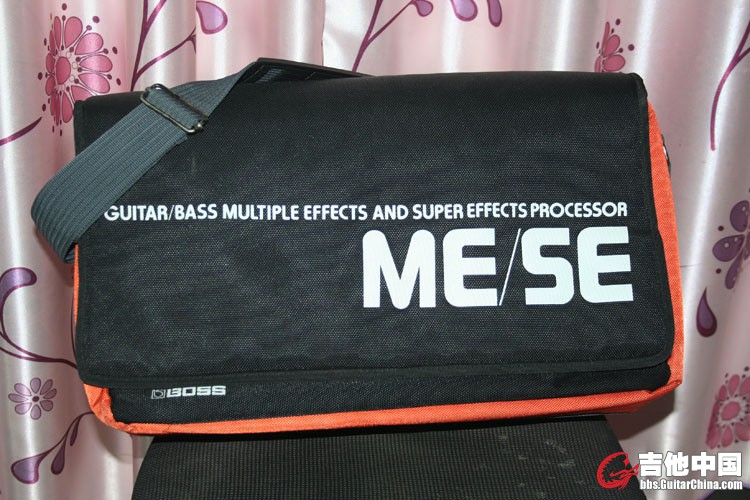 GUITAR/BASS MULTIPLE EFFECTS AND SUPER EFFECTS PROCESSOR
ME/SE
BOSS
吉他中国
bbs.GuitarChina.com